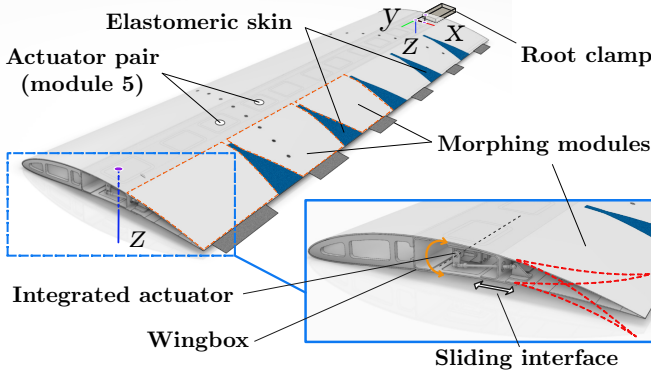 Elastomeric skin
y
x
z
Root clamp
Actuator pair
(module 5)
Morphing modules
z
Integrated actuator
Wingbox
Sliding interface